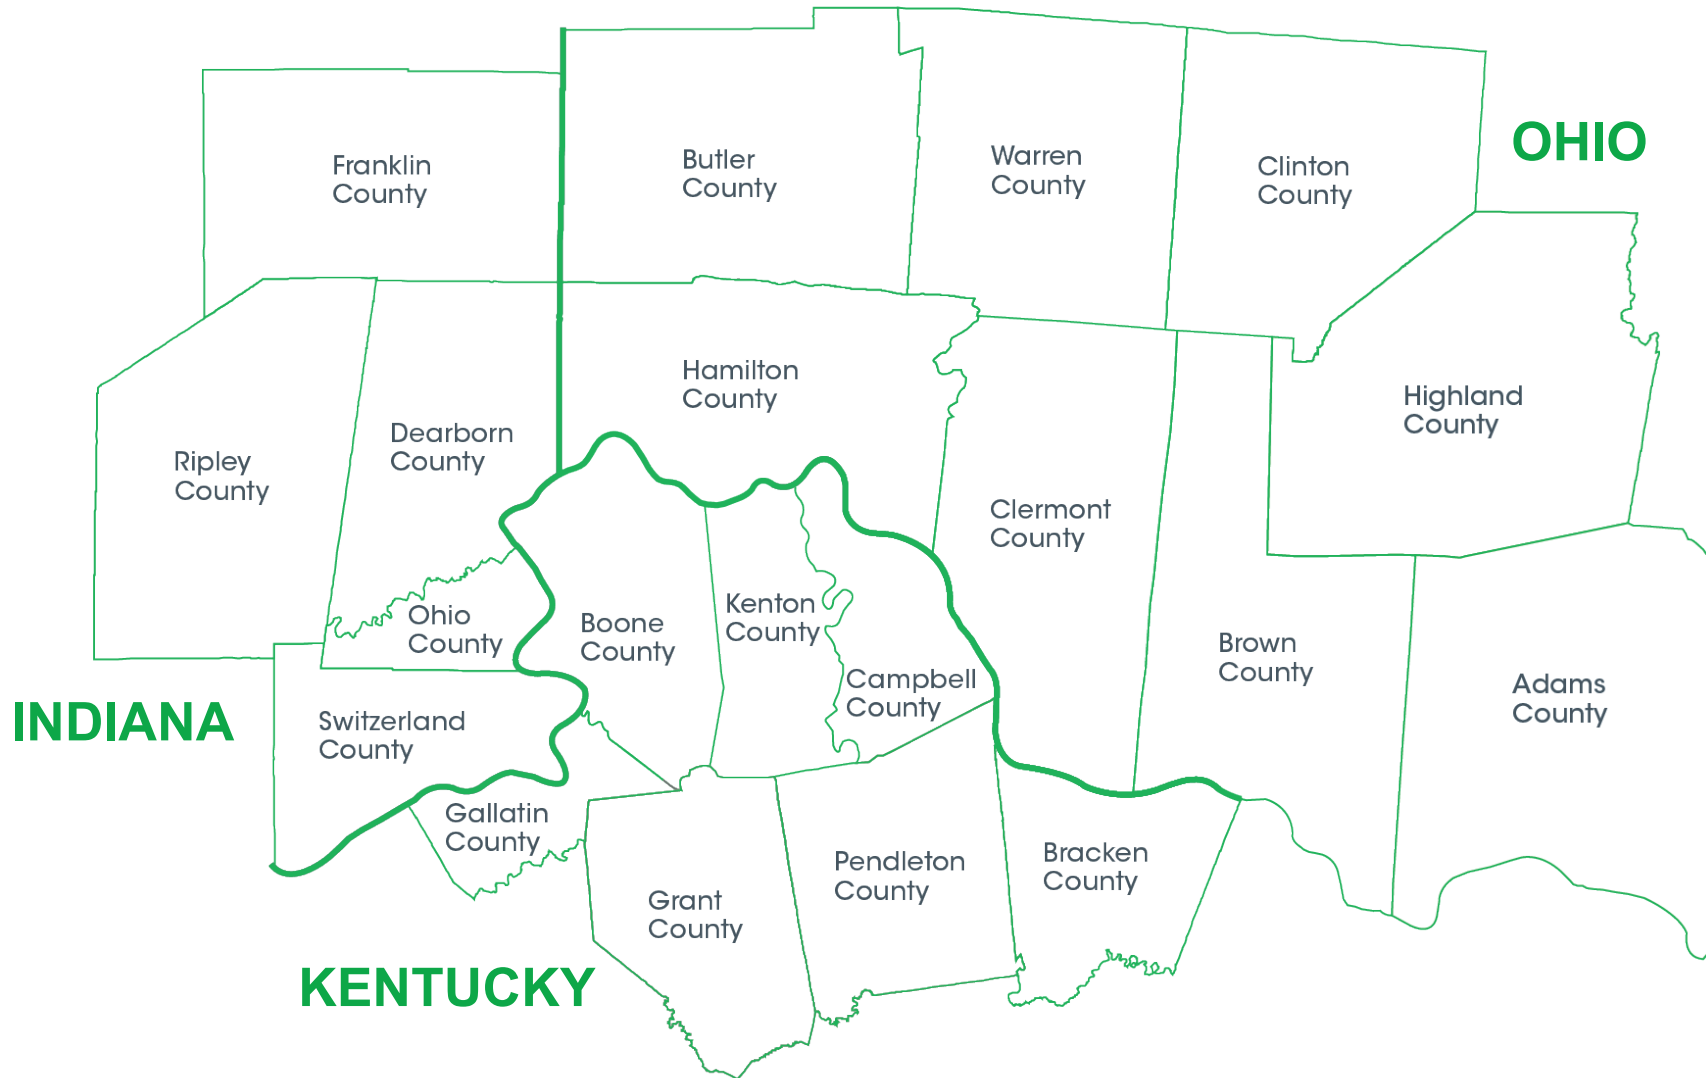 OHIO
Franklin
County
Butler
County
Warren
County
Clinton
County
Hamilton
County
Highland
County
Dearborn
County
Ripley
County
Clermont
County
Ohio
County
Boone
County
Kenton
County
Brown
County
Campbell
County
Adams
County
INDIANA
Switzerland
County
Gallatin
County
Pendleton
County
Bracken
County
Grant
County
KENTUCKY